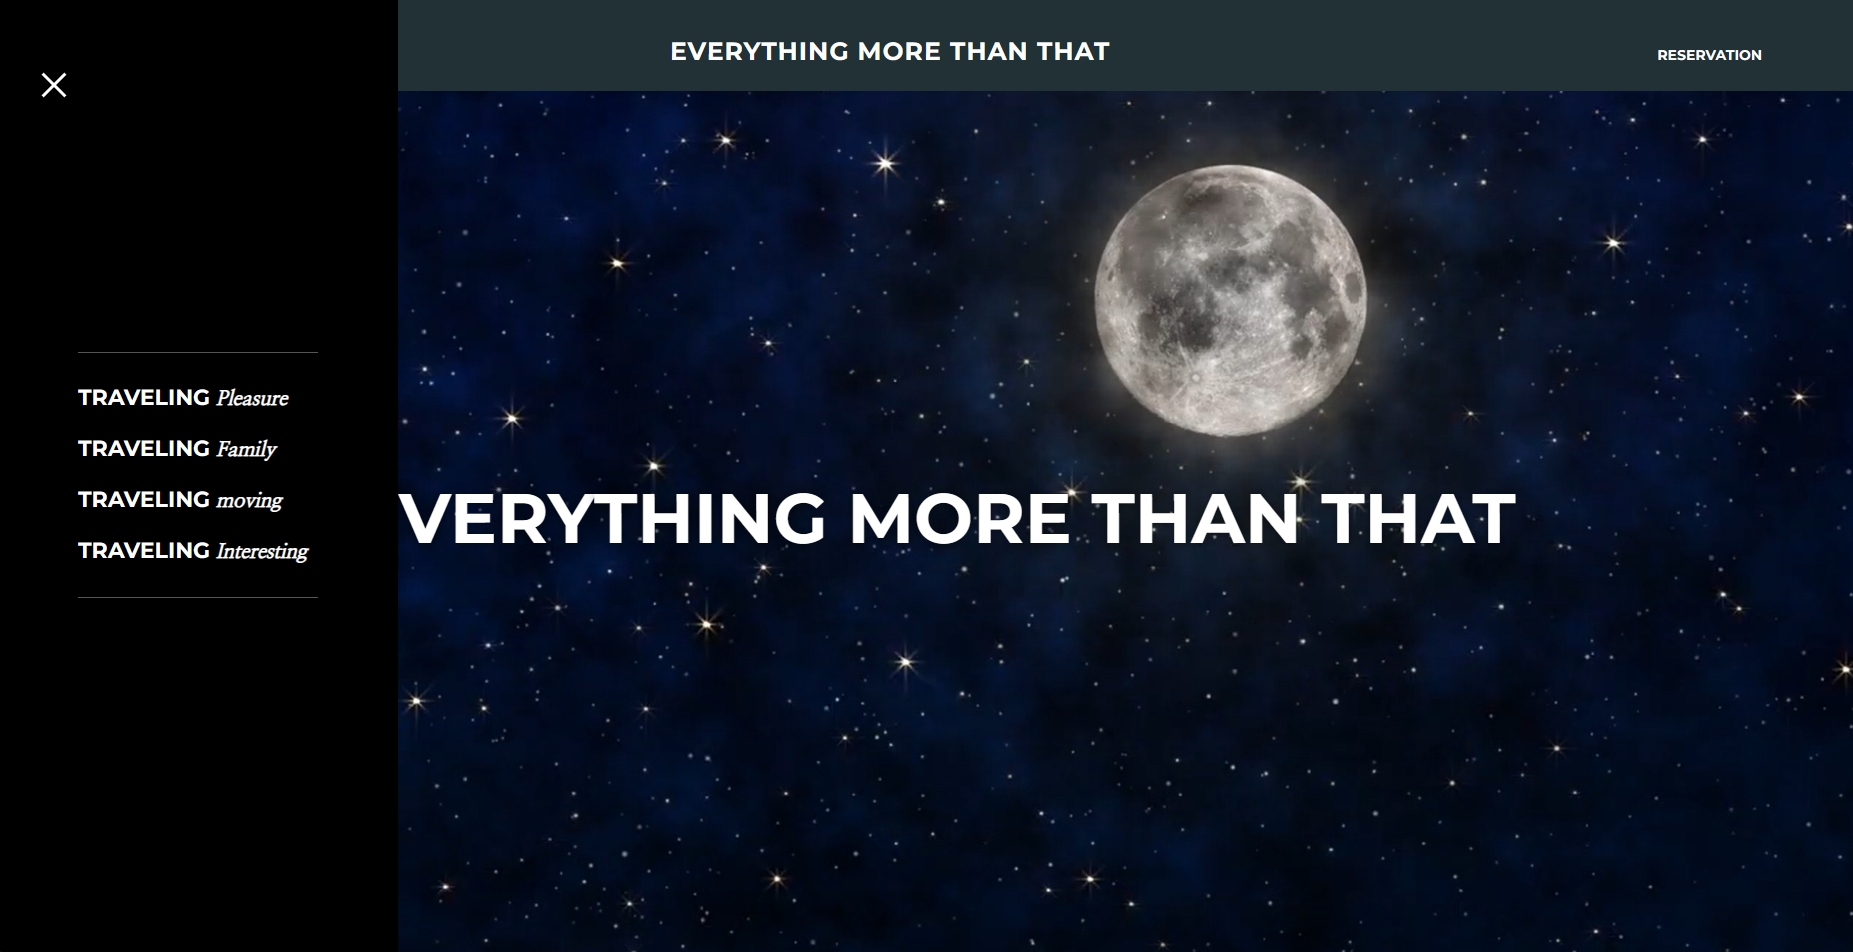 EVERYTHING MORE THAN THAT
RESERVATION
TRAVELING Pleasure
TRAVELING Family
TRAVELING moving
TRAVELING Interesting
VERYTHING MORE THAN THAT